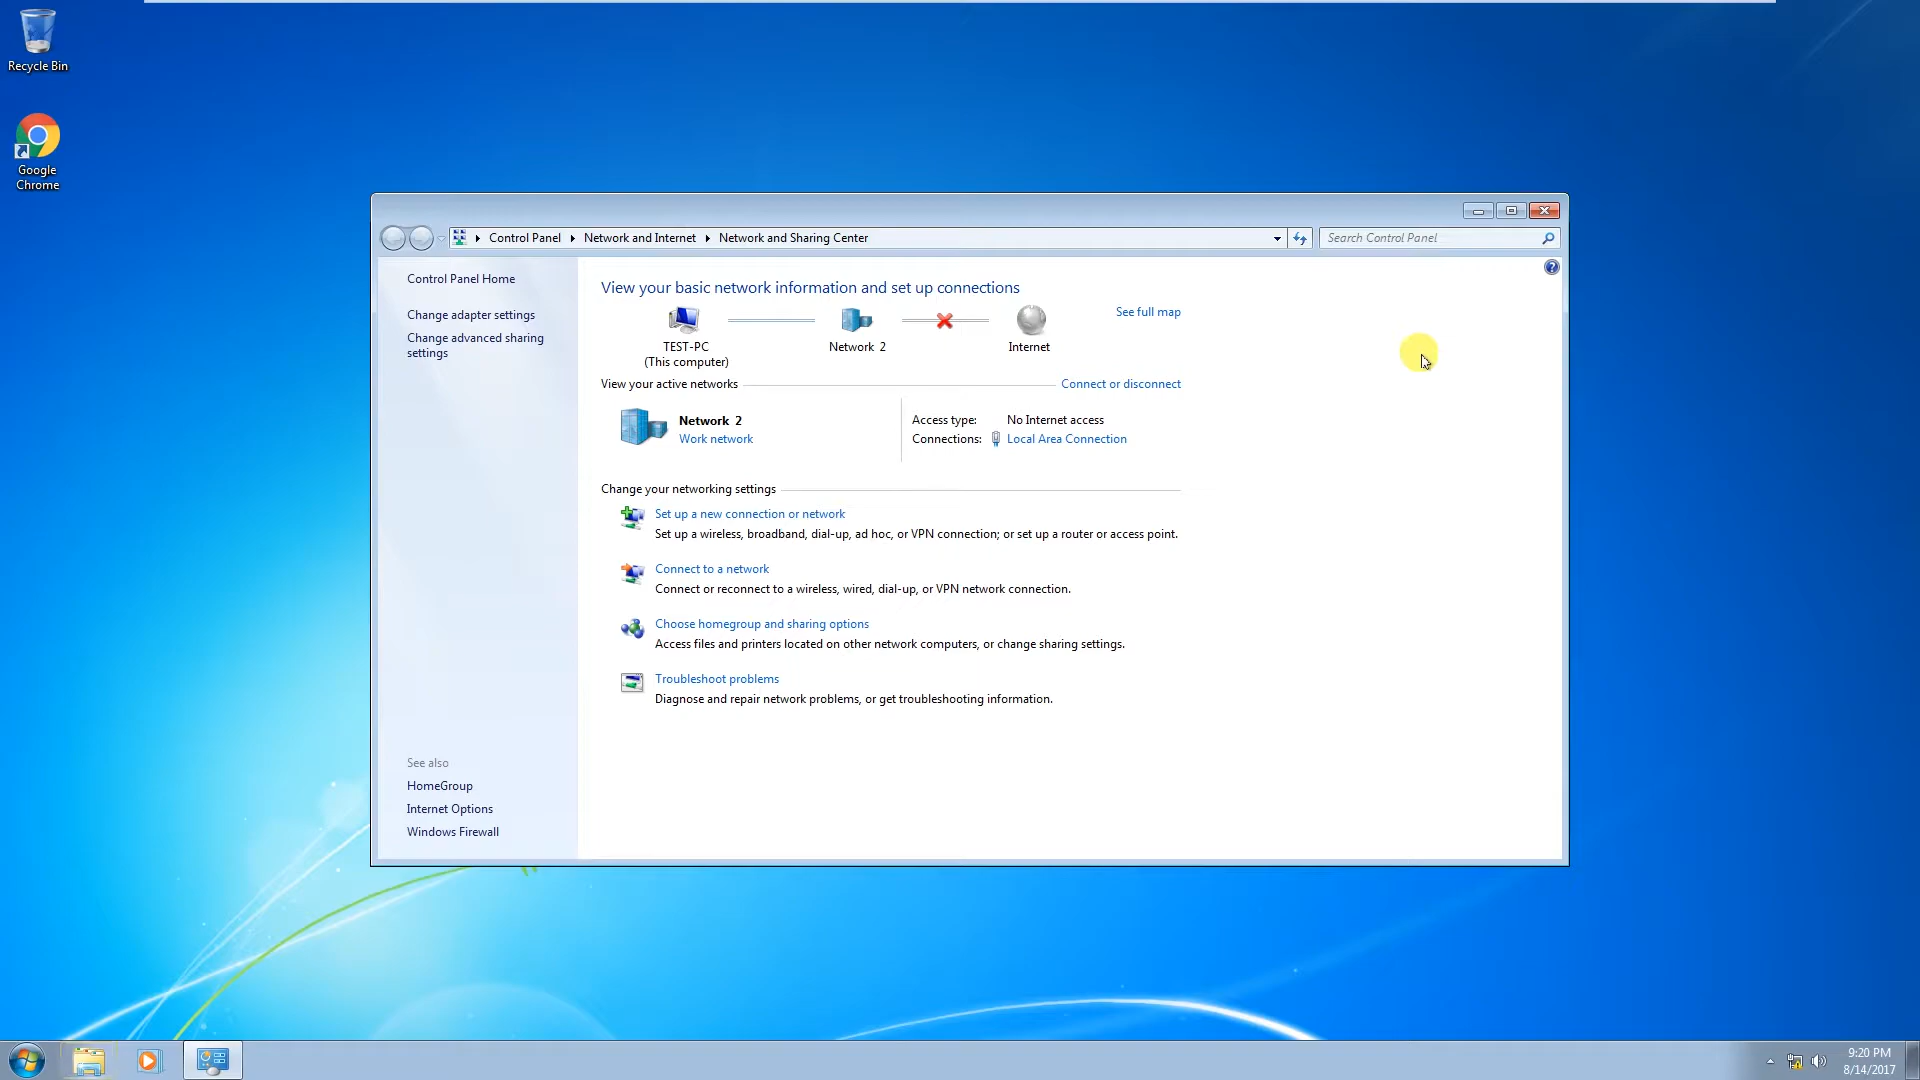 Recycle Bin
Google
Chrome
Control Panel
Network and Internet
Network and Sharing Center
Search Control Panel
Control Panel Home
Change adapter settings
Change advanced sharing
settings
See also
HomeGroup
Internet Options
Windows Firewall
View your basic network information and set up connections
See full map
TEST-PC
(This computer)
Network 2
Internet
View your active networks
Connect or disconnect
Network 2
Work network
Access type: No Internet access
Connections: Local Area Connection
Change your networking settings
Set up a new connection or network
Set up a wireless, broadband, dial-up, ad hoc, or VPN connection; or set up a router or access point.
Connect to a network
Connect or reconnect to a wireless, wired, dial-up, or VPN network connection.
Choose homegroup and sharing options
Access files and printers located on other network computers, or change sharing settings.
Troubleshoot problems
Diagnose and repair network problems, or get troubleshooting information.
9:20 PM
8/14/2017